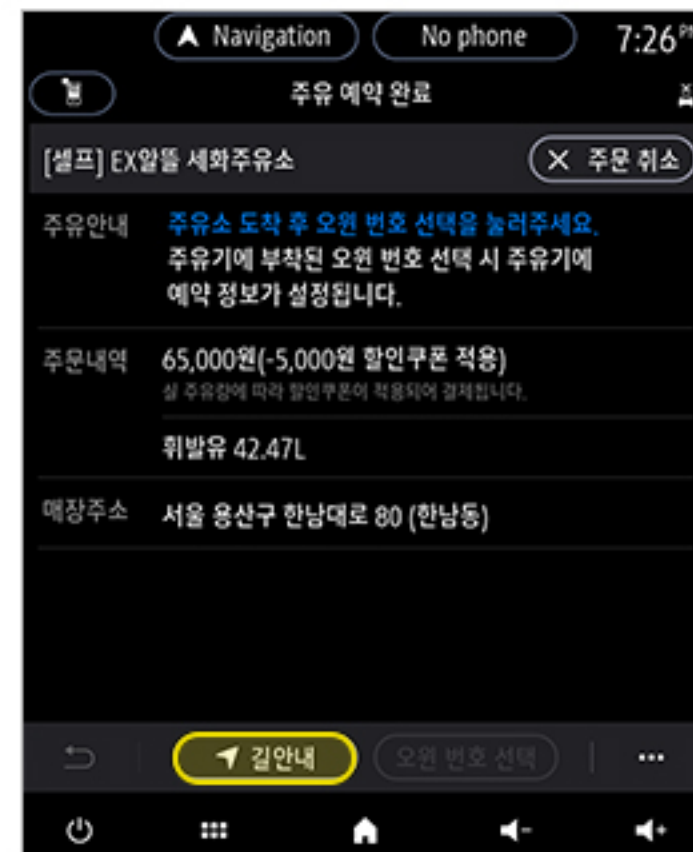 Navigation
No phone
7:26 PM
주유 예약 완료
[셀프] EX알뜰 세화주유소
주문 취소
주유안내
주유소 도착 후 오윈 번호 선택을 눌러주세요.
주유기에 부착된 오윈 번호 선택 시 주유기에
예약 정보가 설정됩니다.
주문내역
65,000원(-5,000원 할인쿠폰 적용)
실 주유량에 따라 할인쿠폰이 적용되어 결제됩니다.
휘발유 42.47L
매장주소
서울 용산구 한남대로 80 (한남동)
길안내
오윈 번호 선택